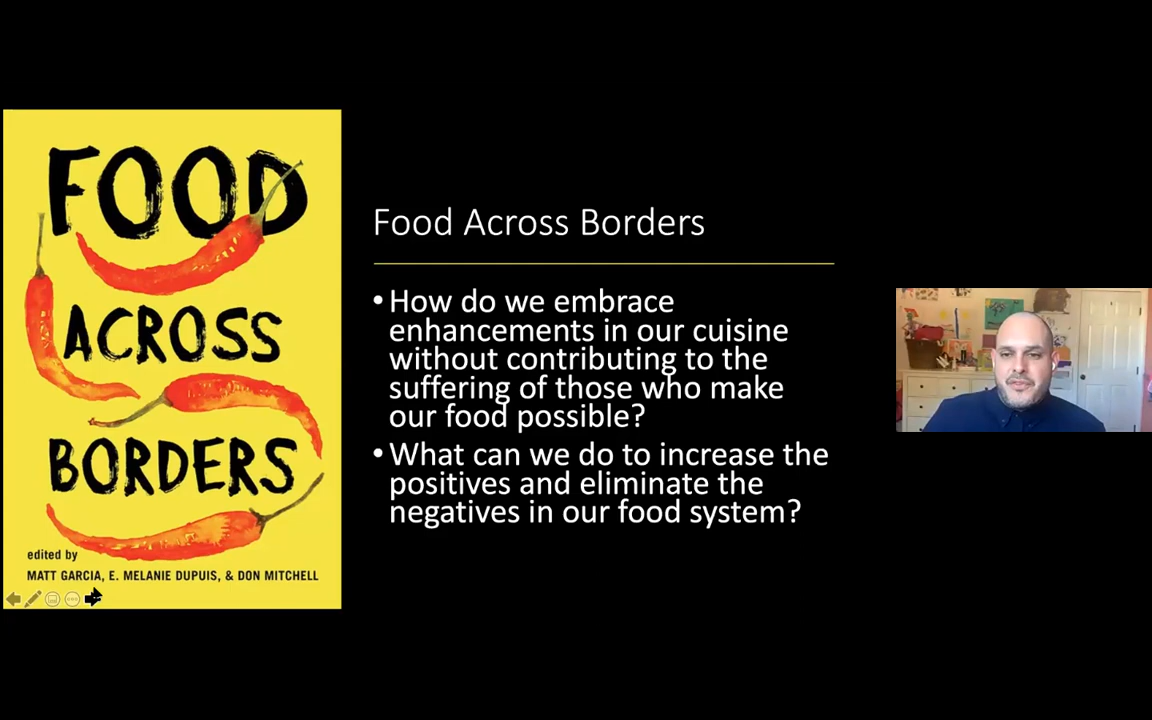 FOOD
ACROSS
BORDERS
edited by
MATT GARCIA, E. MELANIE DUPUIS, & DON MITCHELL
Food Across Borders
• How do we embrace
enhancements in our cuisine
without contributing to the
suffering of those who make
our food possible?
• What can we do to increase the
positives and eliminate the
negatives in our food system?